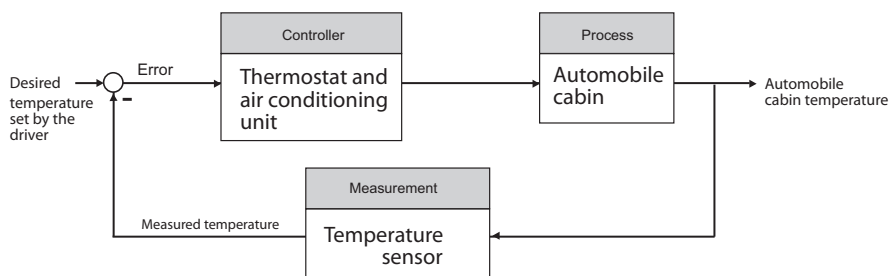 Controller
Process
Desired
temperature
set by the
driver
Error
Thermostat and
air conditioning
unit
Automobile
cabin
Automobile
cabin temperature
-
Measurement
Measured temperature
Temperature
sensor